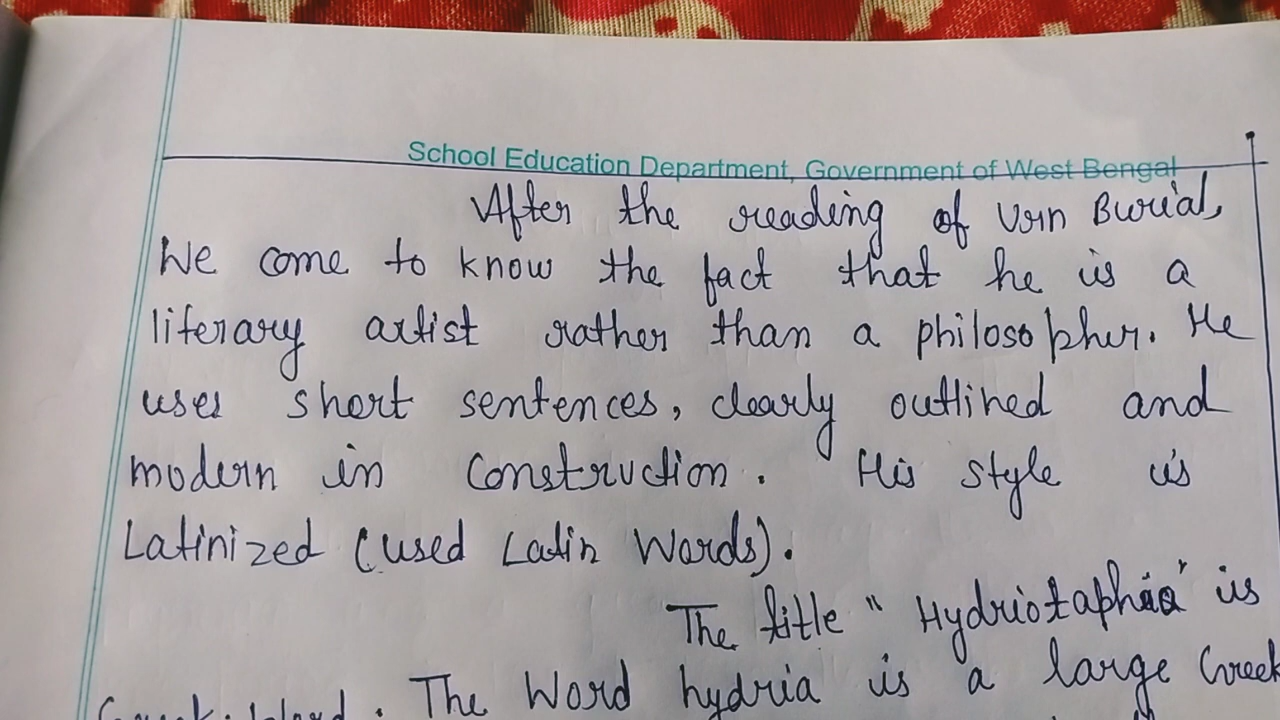 School Education Department, Government of West Bengal
After the reading of Urn Burial,
We come to know the fact that he is a
literary artist rather than a philosopher. He
uses short sentences, clearly outlined and
modern in Construction. His style is
Latinized (used Latin Words).
The title "Hydriotaphia" is
Greek Word. The Word hydria is a large Greek